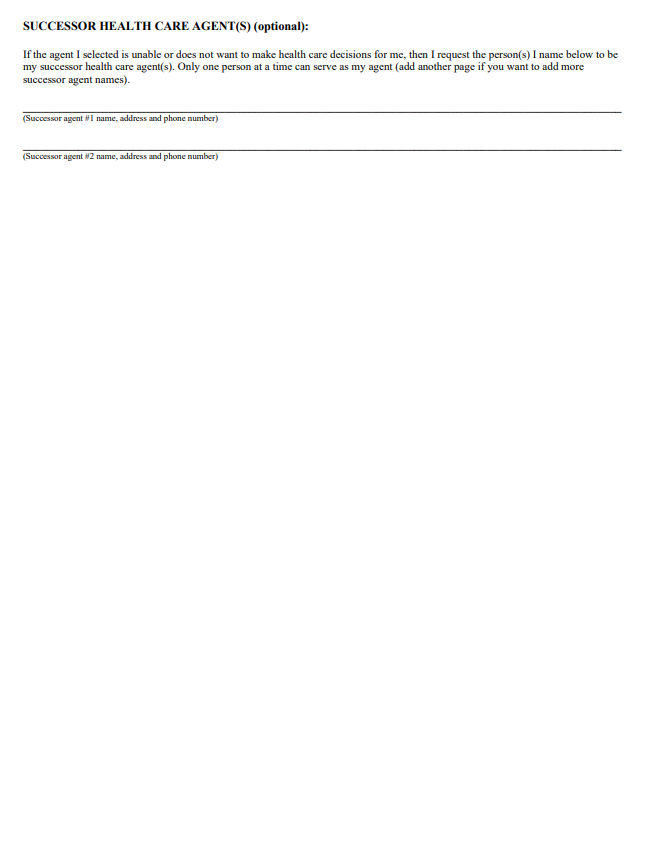 SUCCESSOR HEALTH CARE AGENT(S) (optional):
If the agent I selected is unable or does not want to make health care decisions for me, then I request the person(s) I name below to be
my successor health care agent(s). Only one person at a time can serve as my agent (add another page if you want to add more
successor agent names).
(Successor agent #1 name, address and phone number)
(Successor agent #2 name, address and phone number)